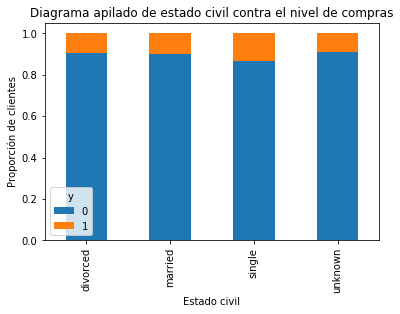 Diagrama apilado de estado civil contra el nivel de compras
Proporción de clientes
1.0
0.8
0.6
0.4
0.2
0.0
y
0
1
divorced
married
single
unknown
Estado civil